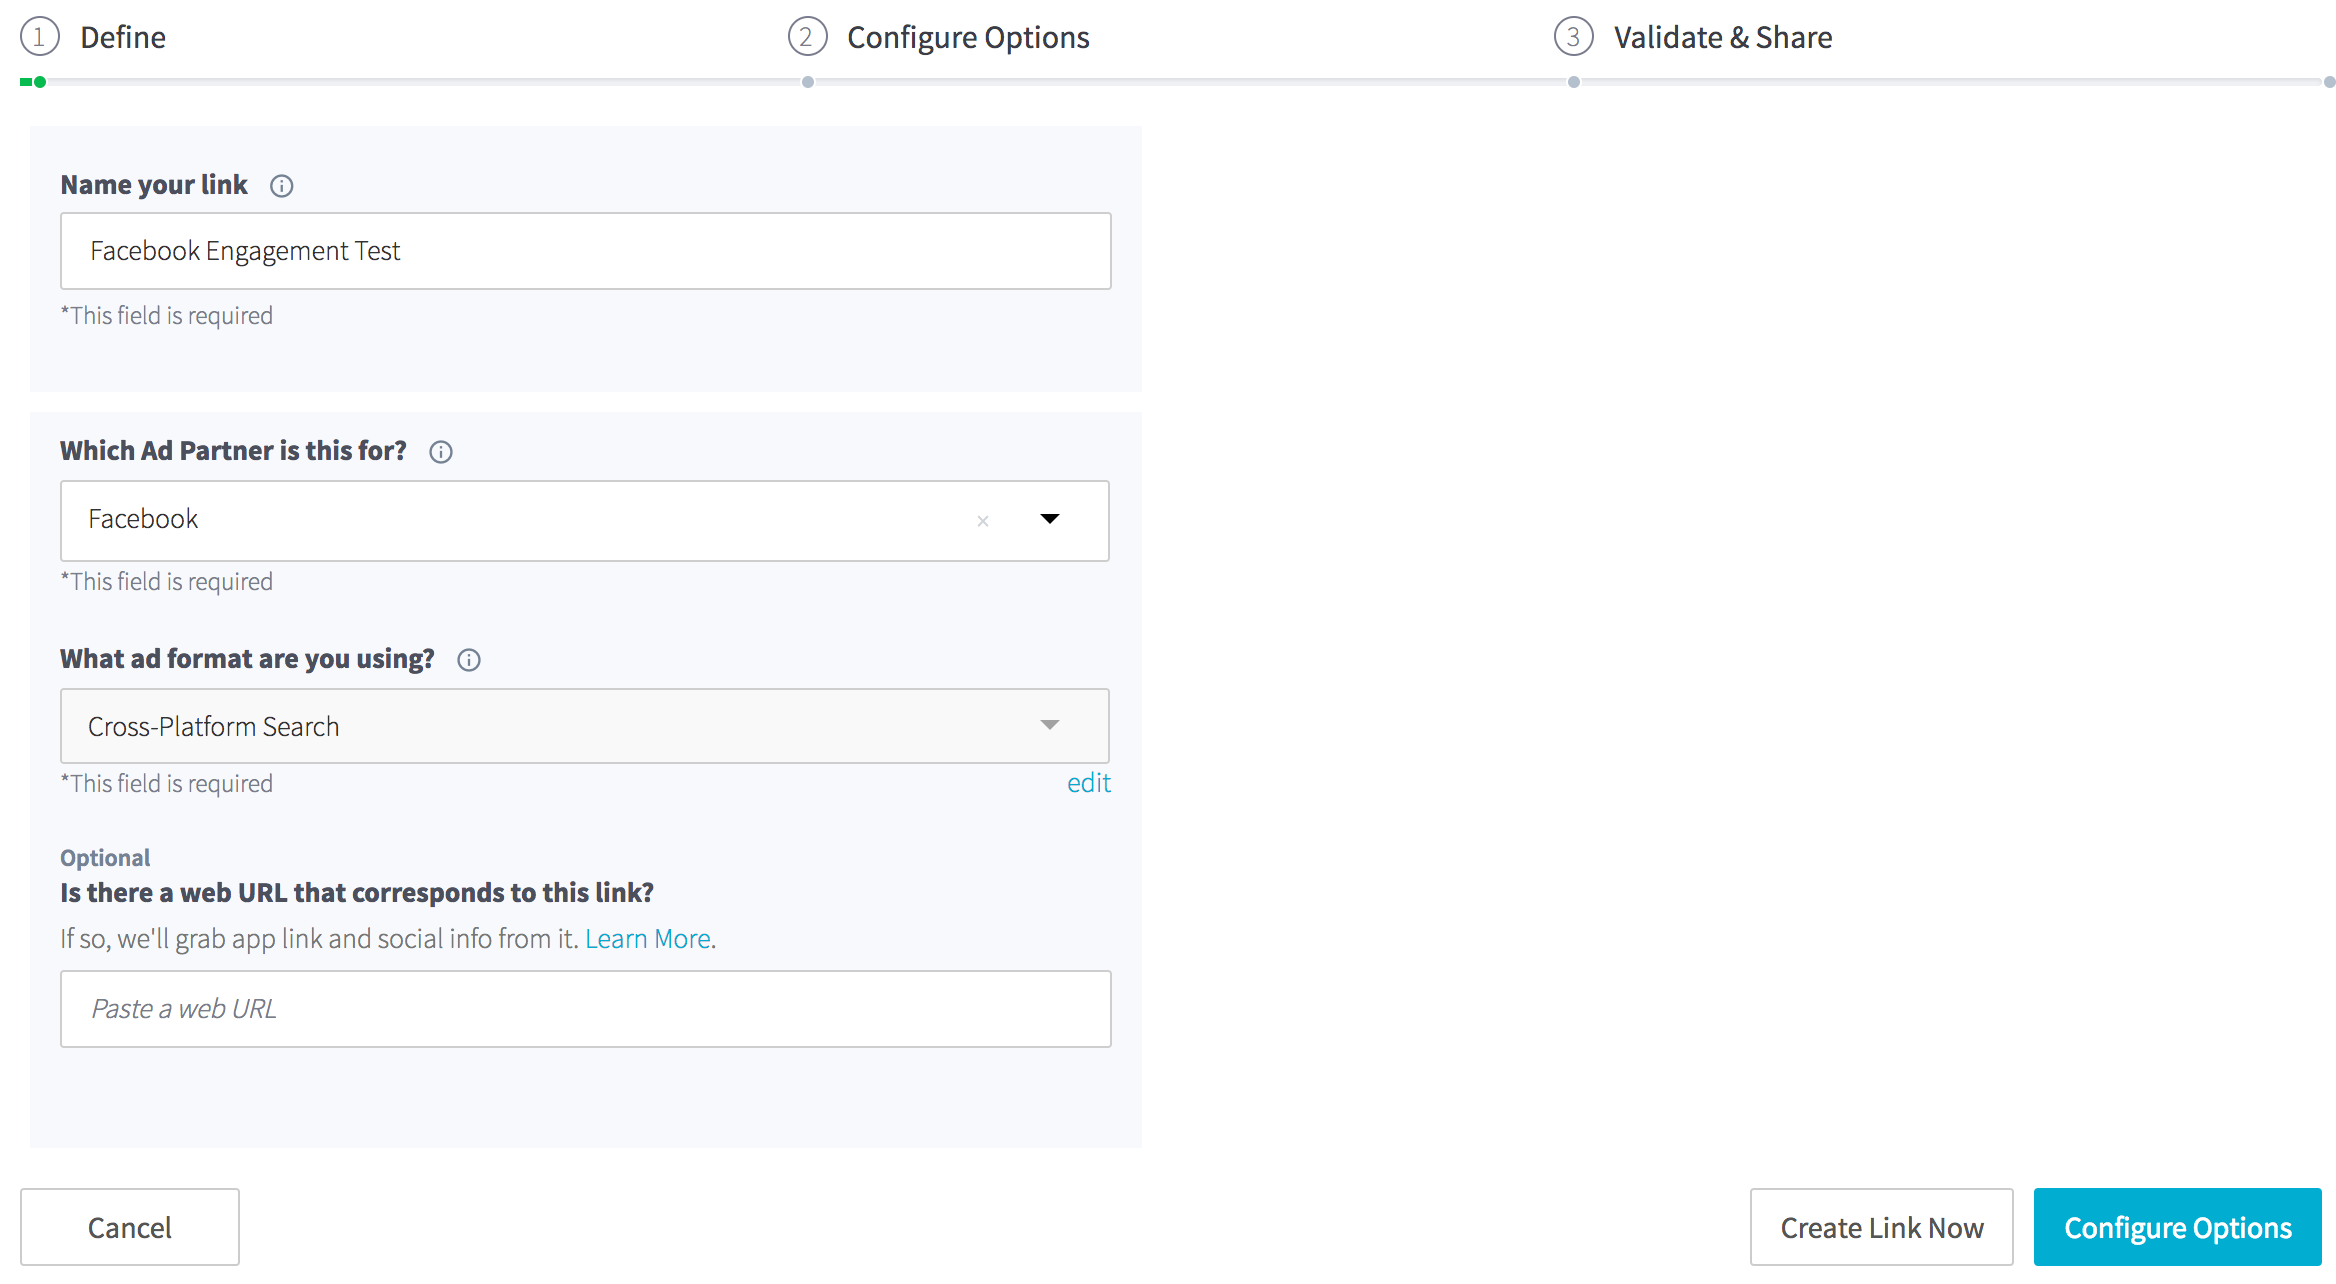 1 Define
2 Configure Options
3 Validate & Share
Name your link
Facebook Engagement Test
*This field is required
Which Ad Partner is this for?
Facebook
*This field is required
What ad format are you using?
Cross-Platform Search
*This field is required
edit
Optional
Is there a web URL that corresponds to this link?
If so, we'll grab app link and social info from it. Learn More.
Paste a web URL
Cancel
Create Link Now
Configure Options